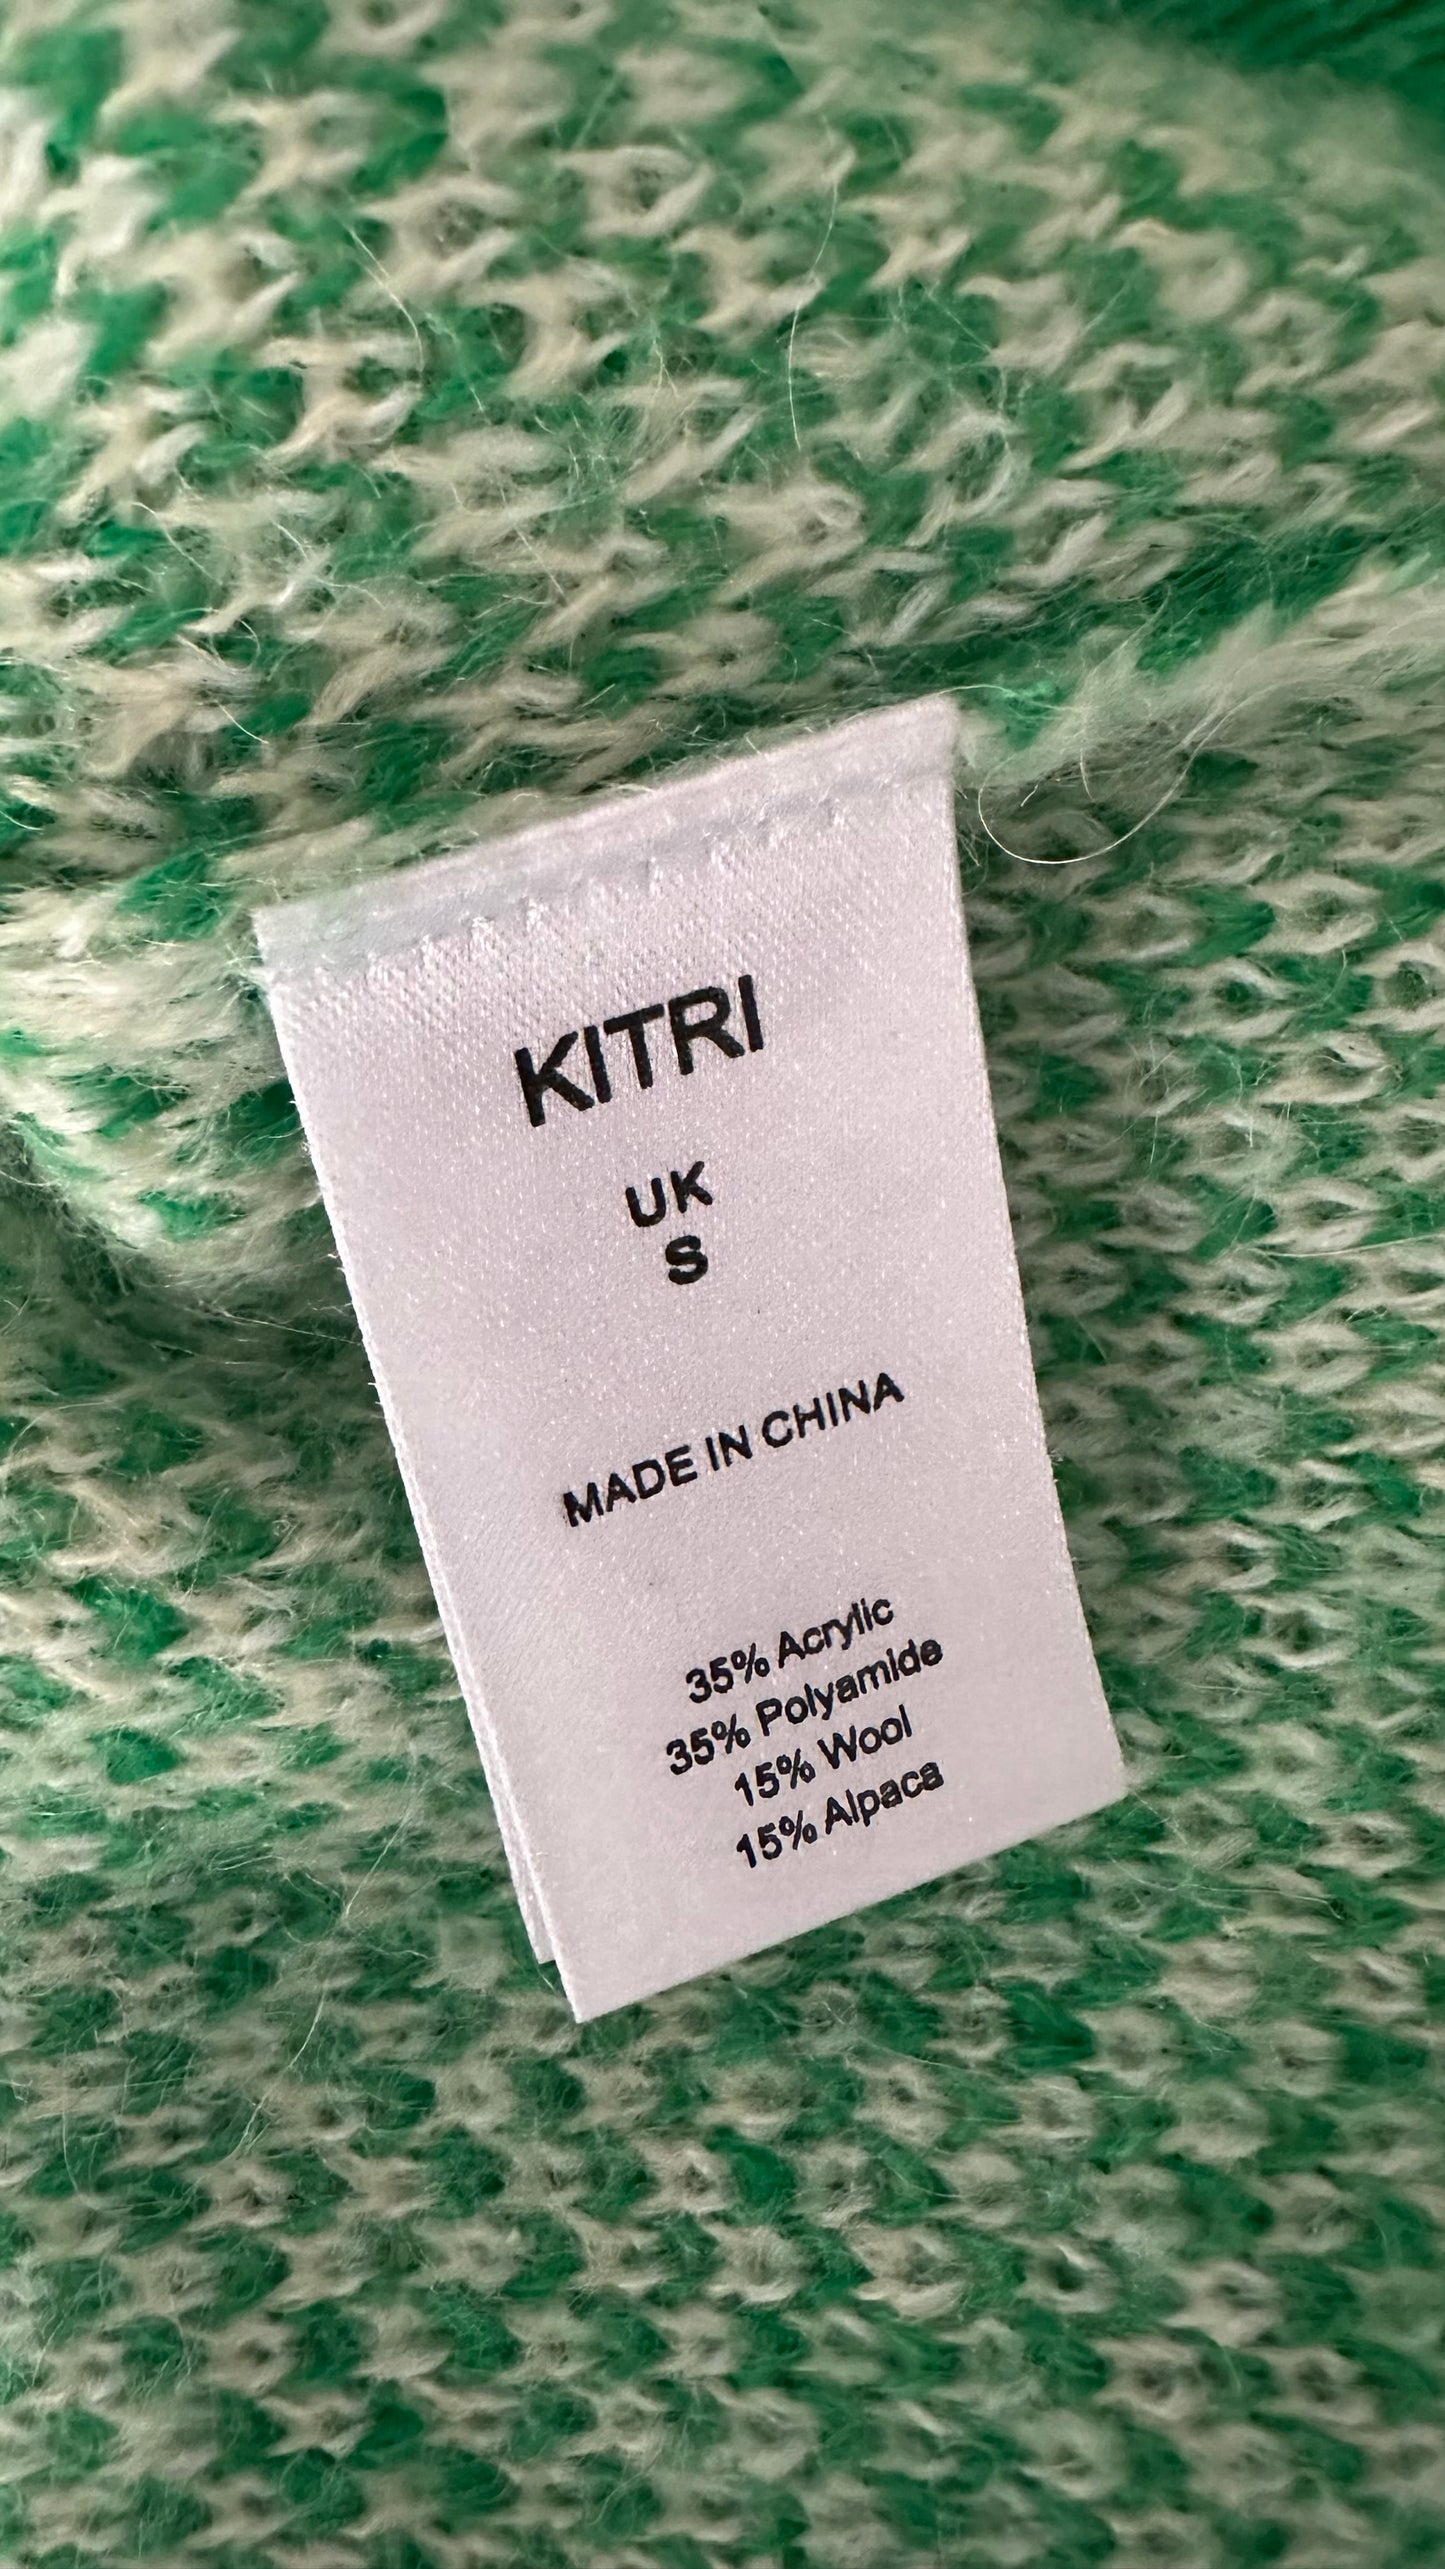 KITRI
UK
S
MADE IN CHINA
35% Acrylic
35% Polyamide
15% Wool
15% Alpaca